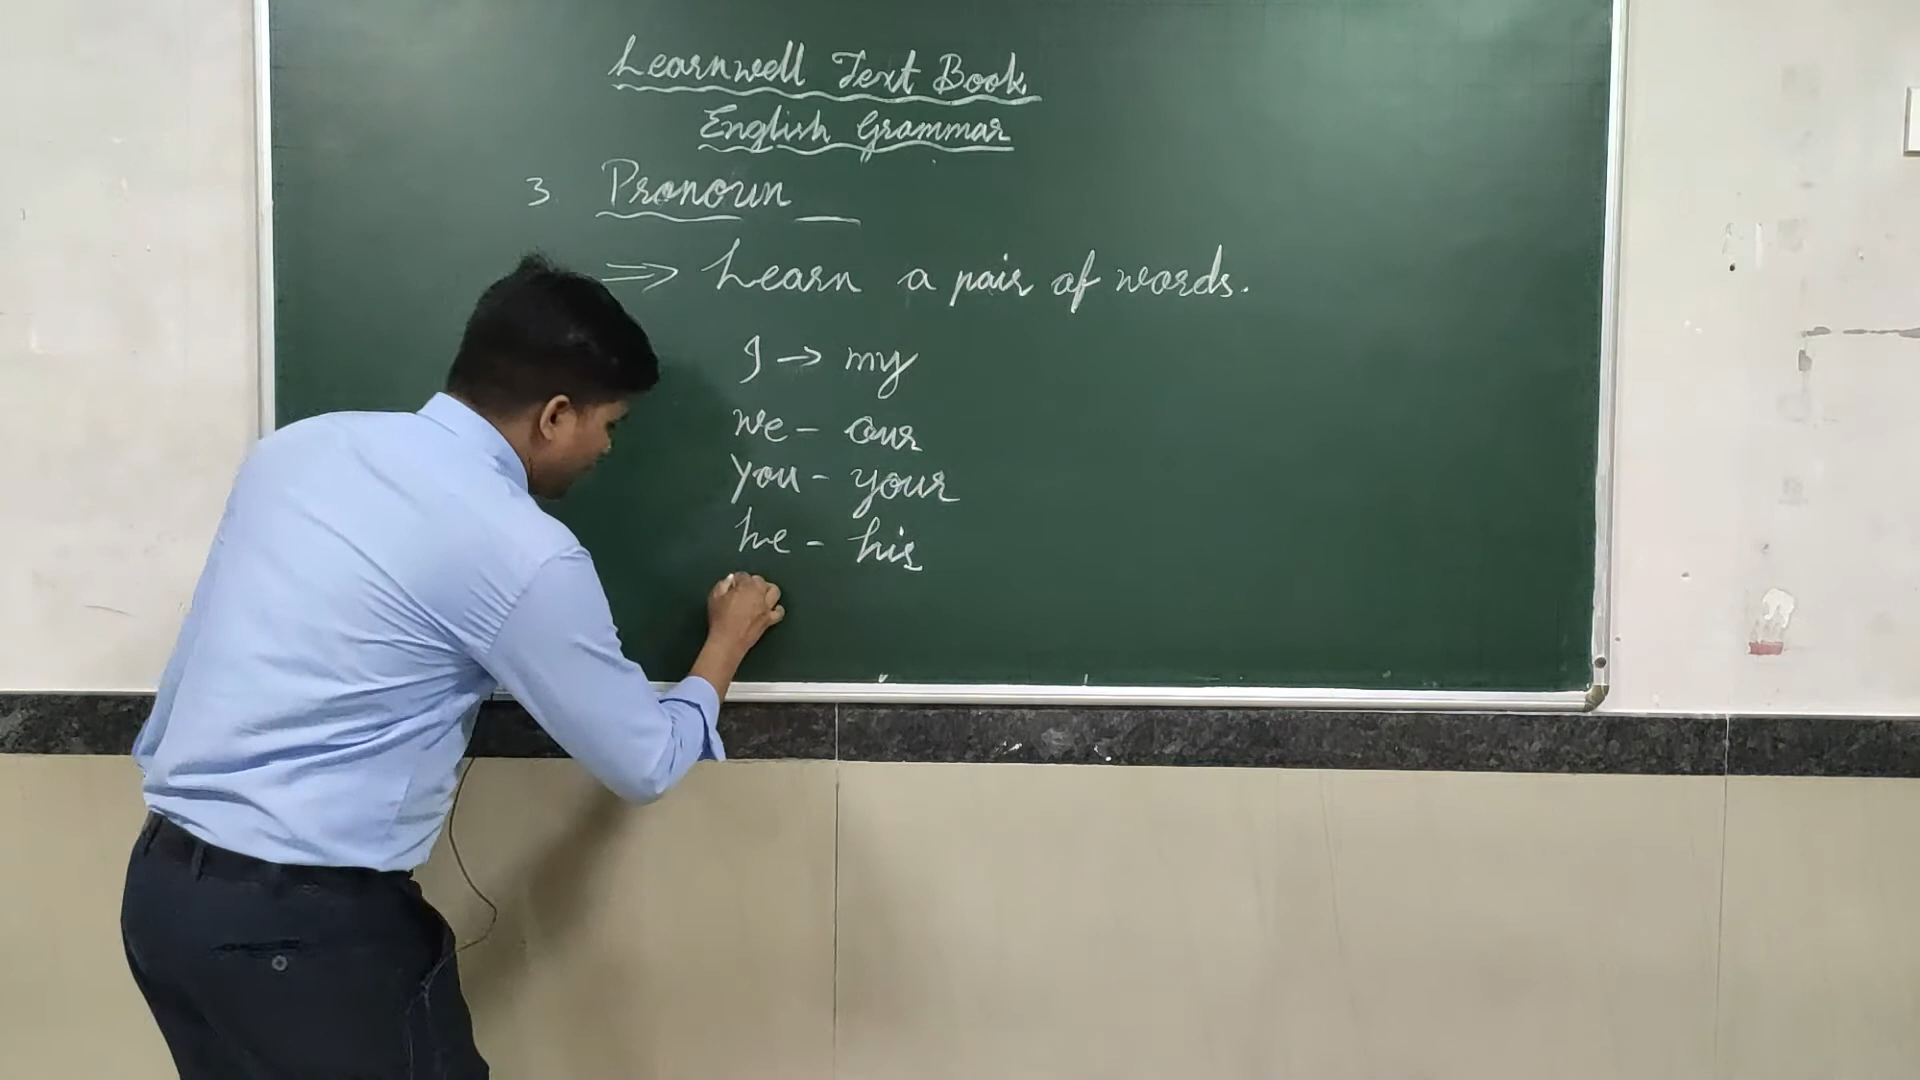 Learnwell Text Book
English Grammar
3. Pronoun
⇒ Learn a pair of words.
I → my
We - our
You - your
he - his